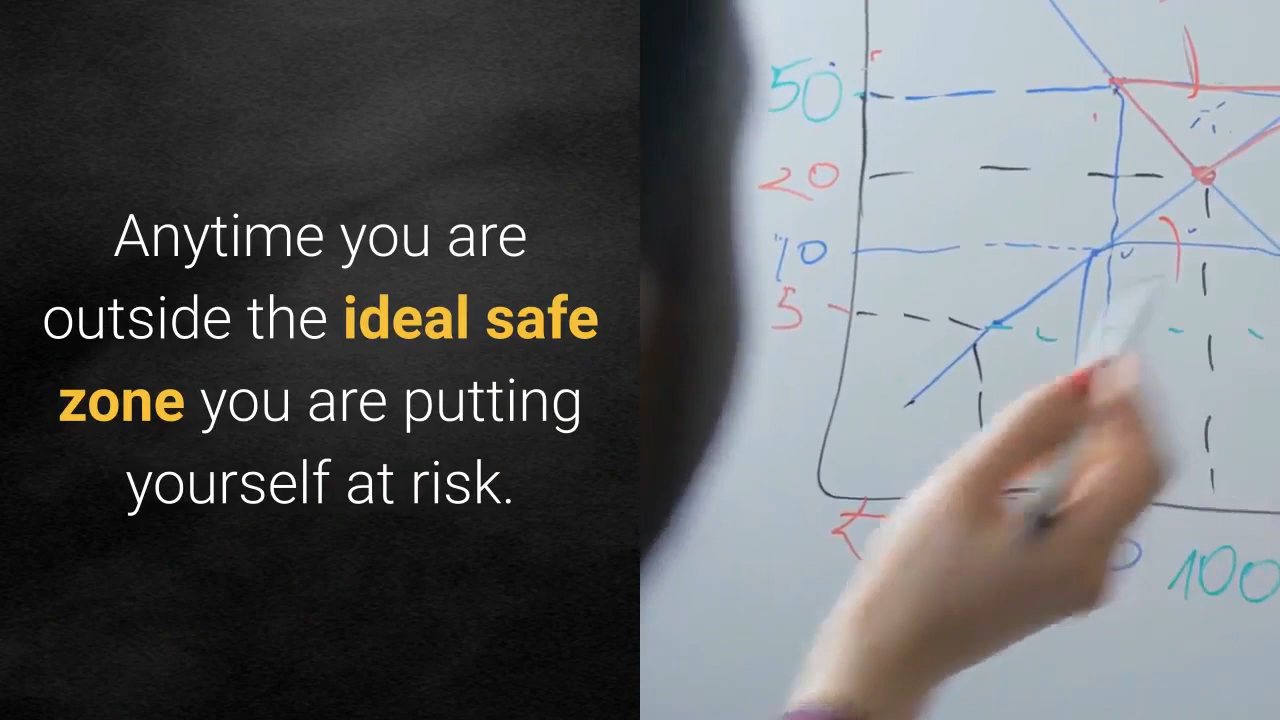 Anytime you are
outside the ideal safe
zone you are putting
yourself at risk.
50
20
10
5
100